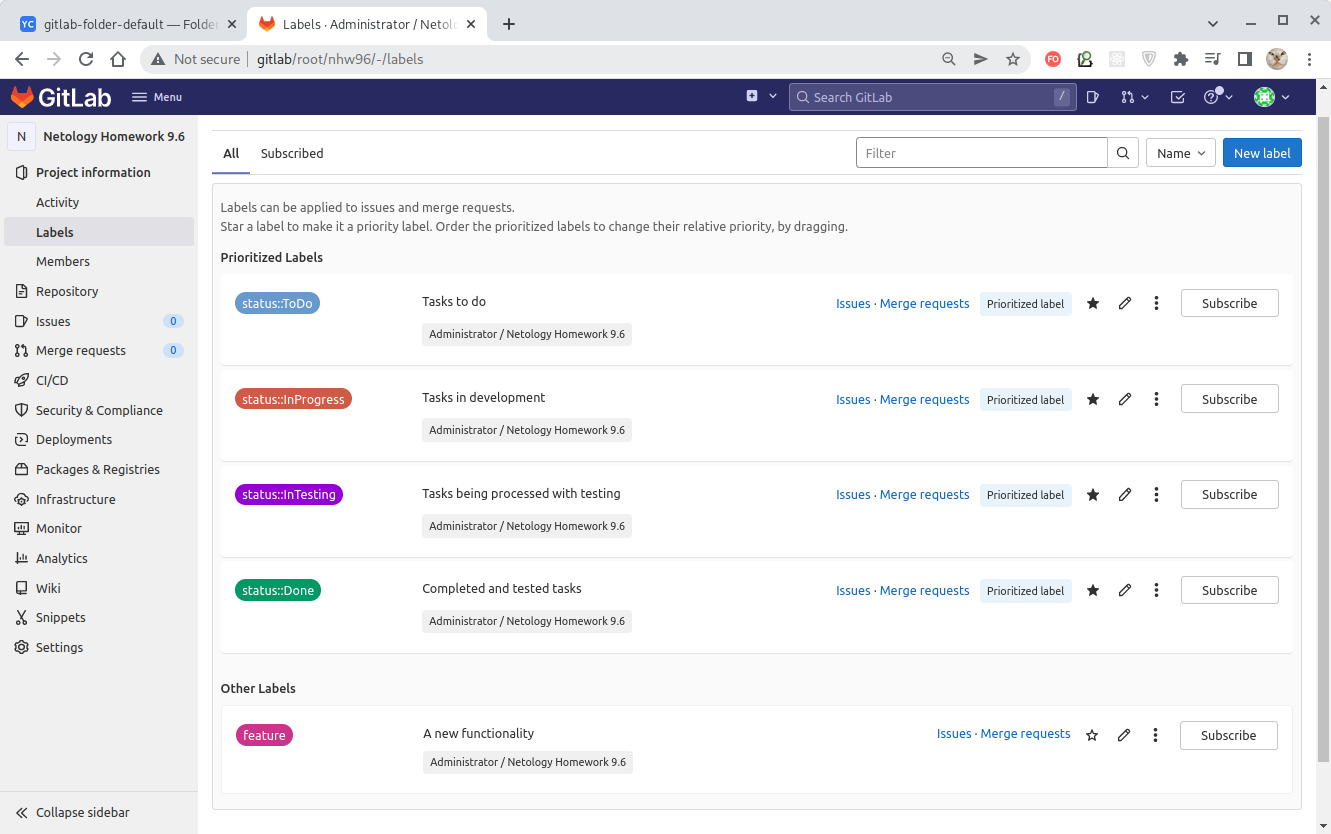 YC gitlab-folder-default — Folde
Labels · Administrator / Netolo
Not secure gitlab/root/nhw96/-/labels
FO
GitLab Menu Search GitLab /
N Netology Homework 9.6
Project information
Activity
Labels
Members
Repository
Issues 0
Merge requests 0
CI/CD
Security & Compliance
Deployments
Packages & Registries
Infrastructure
Monitor
Analytics
Wiki
Snippets
Settings
Collapse sidebar
All Subscribed Filter Name New label
Labels can be applied to issues and merge requests.
Star a label to make it a priority label. Order the prioritized labels to change their relative priority, by dragging.
Prioritized Labels
status::ToDo Tasks to do Issues · Merge requests Prioritized label Subscribe
Administrator / Netology Homework 9.6
status::InProgress Tasks in development Issues · Merge requests Prioritized label Subscribe
Administrator / Netology Homework 9.6
status::InTesting Tasks being processed with testing Issues · Merge requests Prioritized label Subscribe
Administrator / Netology Homework 9.6
status::Done Completed and tested tasks Issues · Merge requests Prioritized label Subscribe
Administrator / Netology Homework 9.6
Other Labels
feature A new functionality Issues · Merge requests Subscribe
Administrator / Netology Homework 9.6